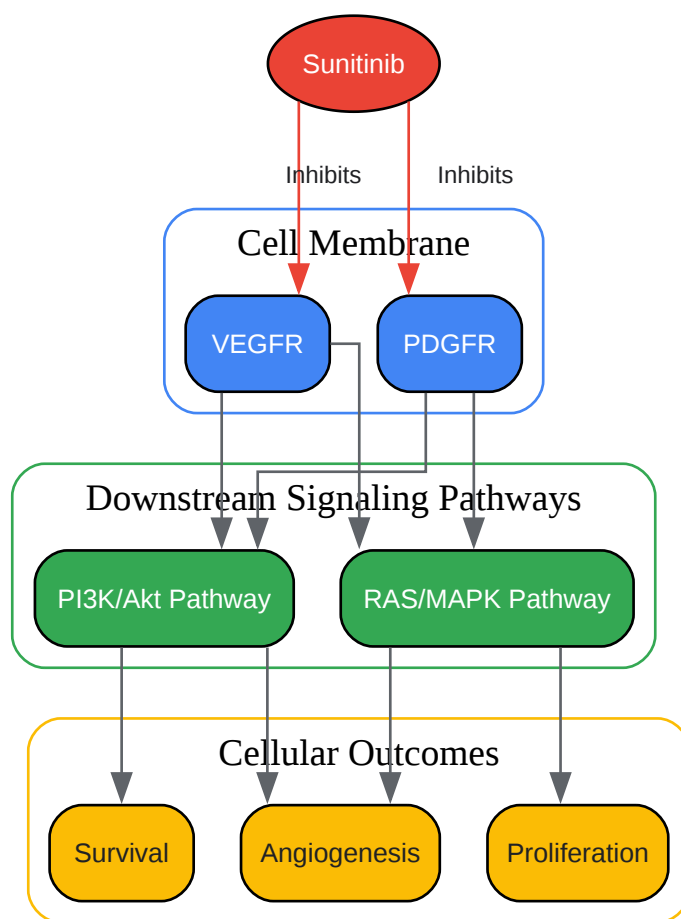 Sunitinib
Inhibits
Inhibits
Cell Membrane
VEGFR
PDGFR
Downstream Signaling Pathways
PI3K/Akt Pathway
RAS/MAPK Pathway
Cellular Outcomes
Survival
Angiogenesis
Proliferation